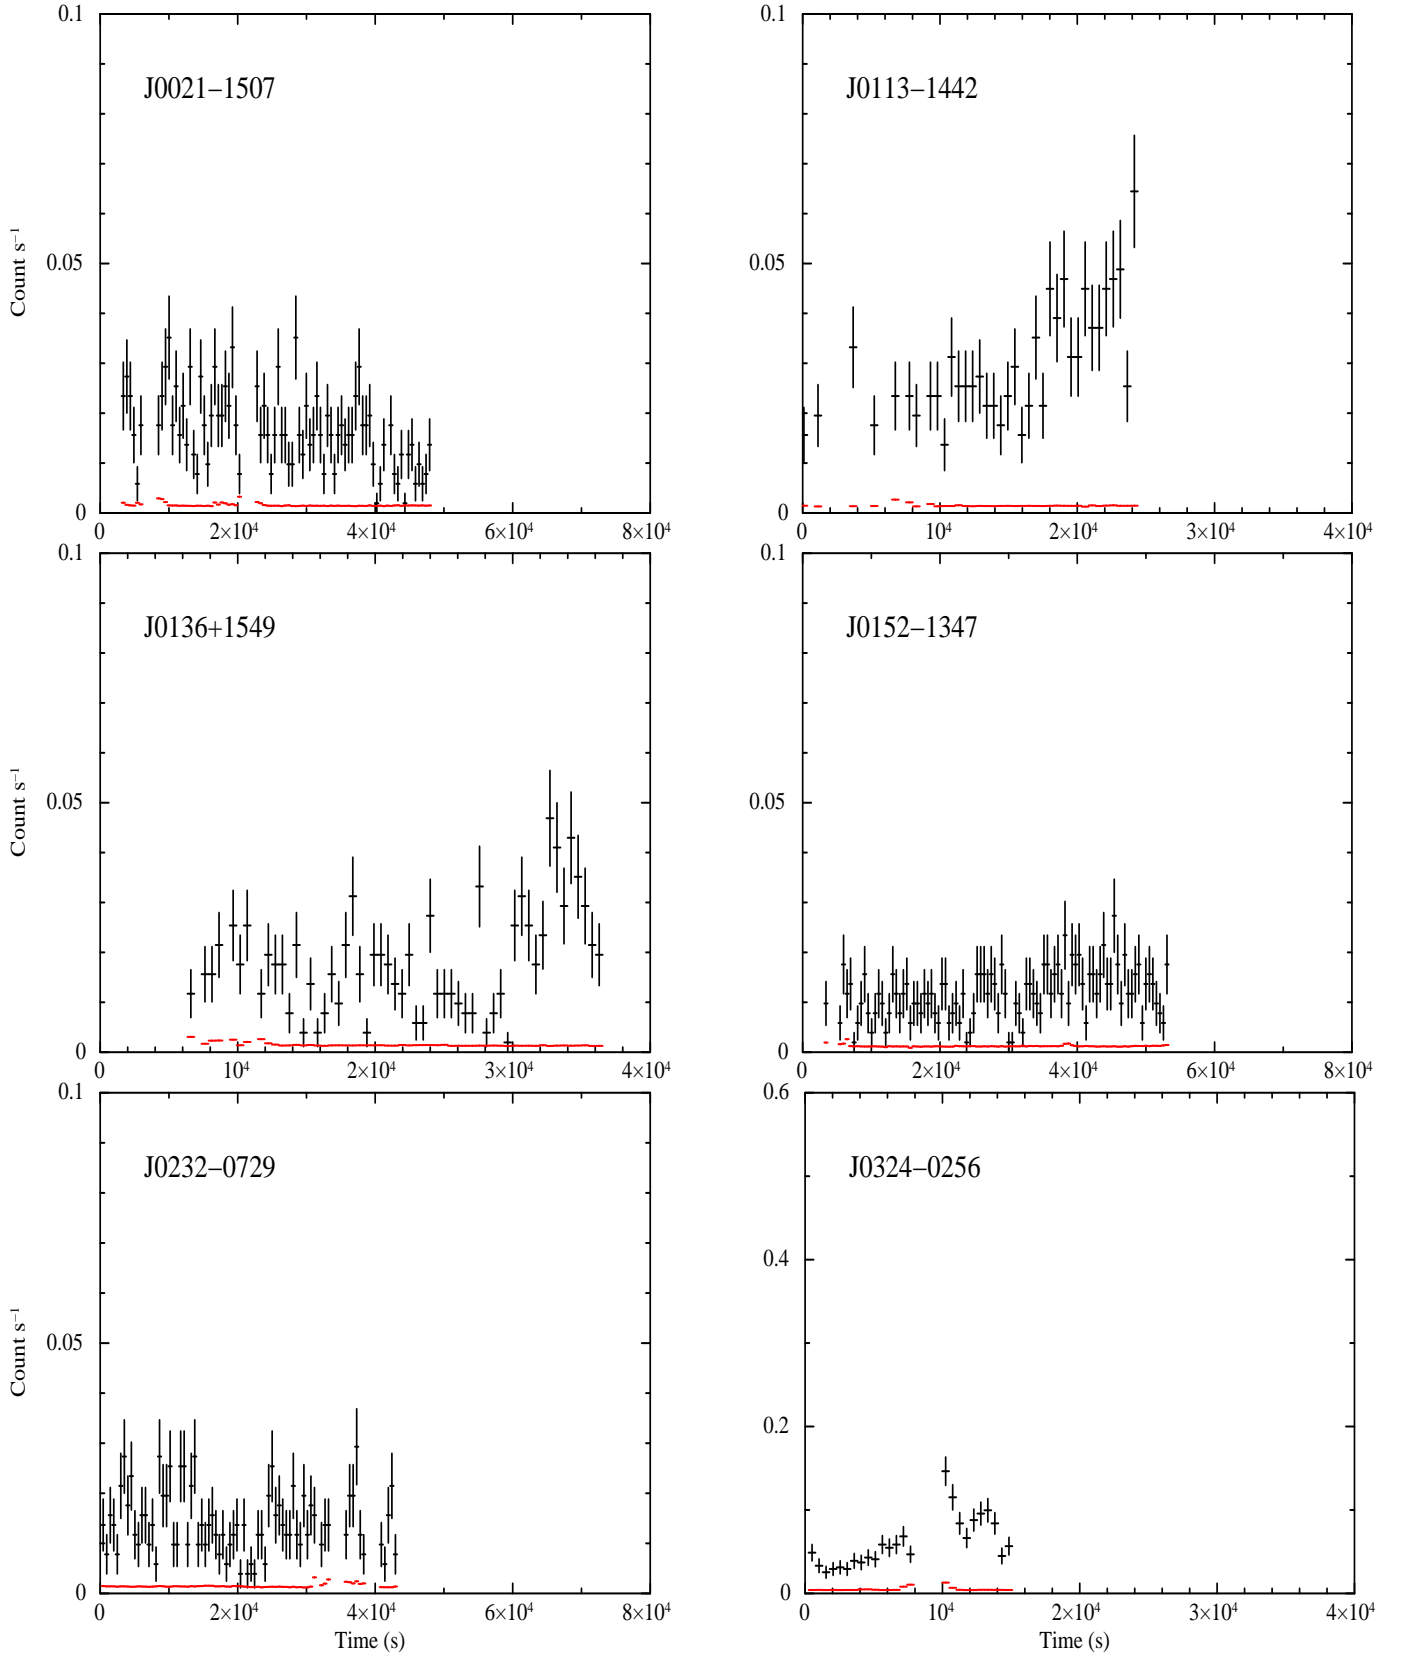 0.1
J0021−1507
0.05
Count s⁻¹
0
0 2×10⁴ 4×10⁴ 6×10⁴ 8×10⁴
0.1
J0113−1442
0.05
0
0 10⁴ 2×10⁴ 3×10⁴ 4×10⁴
0.1
J0136+1549
0.05
Count s⁻¹
0
0 10⁴ 2×10⁴ 3×10⁴ 4×10⁴
0.1
J0152−1347
0.05
0
0 2×10⁴ 4×10⁴ 6×10⁴ 8×10⁴
0.1
J0232−0729
0.05
Count s⁻¹
0
0 2×10⁴ 4×10⁴ 6×10⁴ 8×10⁴
Time (s)
0.6
J0324−0256
0.4
0.2
0
0 10⁴ 2×10⁴ 3×10⁴ 4×10⁴
Time (s)